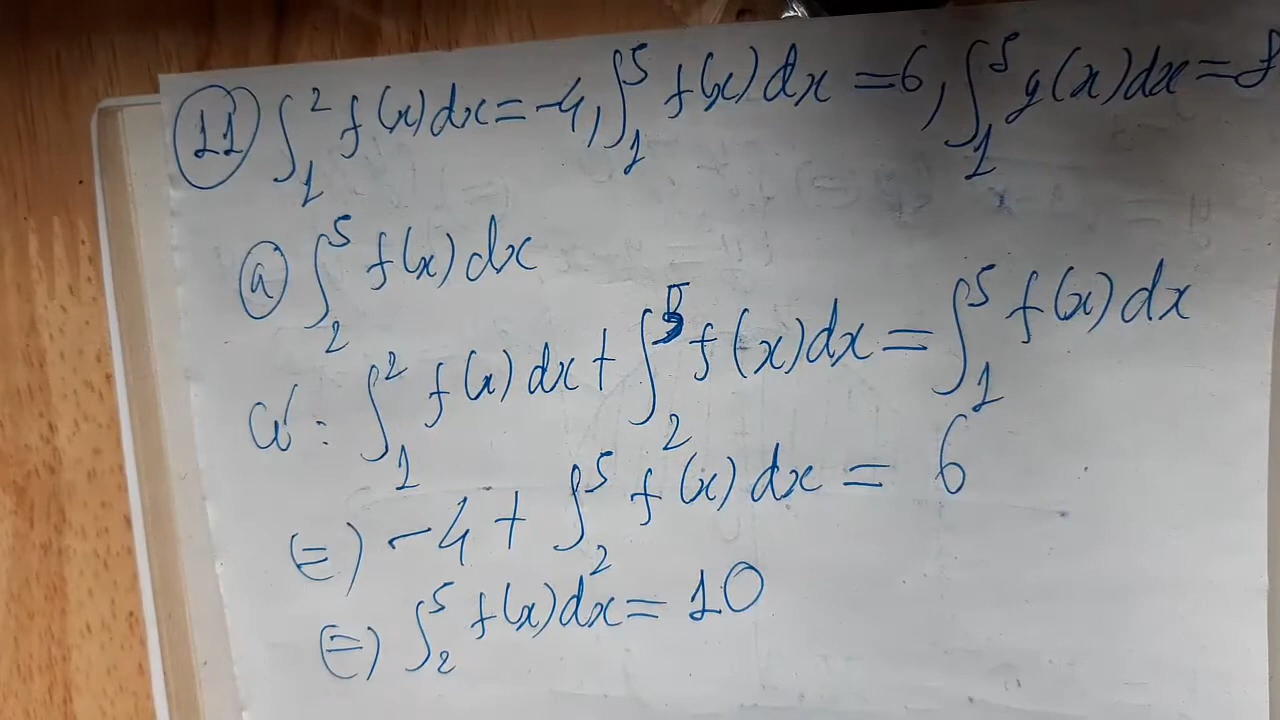 11 ∫₁² f(x)dx = -4, ∫₁⁵ f(x)dx = 6, ∫₁⁵ g(x)dx = 8
a ∫₂⁵ f(x)dx
có: ∫₁² f(x)dx + ∫₂⁵ f(x)dx = ∫₁⁵ f(x)dx
(=) -4 + ∫₂⁵ f(x)dx = 6
(=) ∫₂⁵ f(x)dx = 10